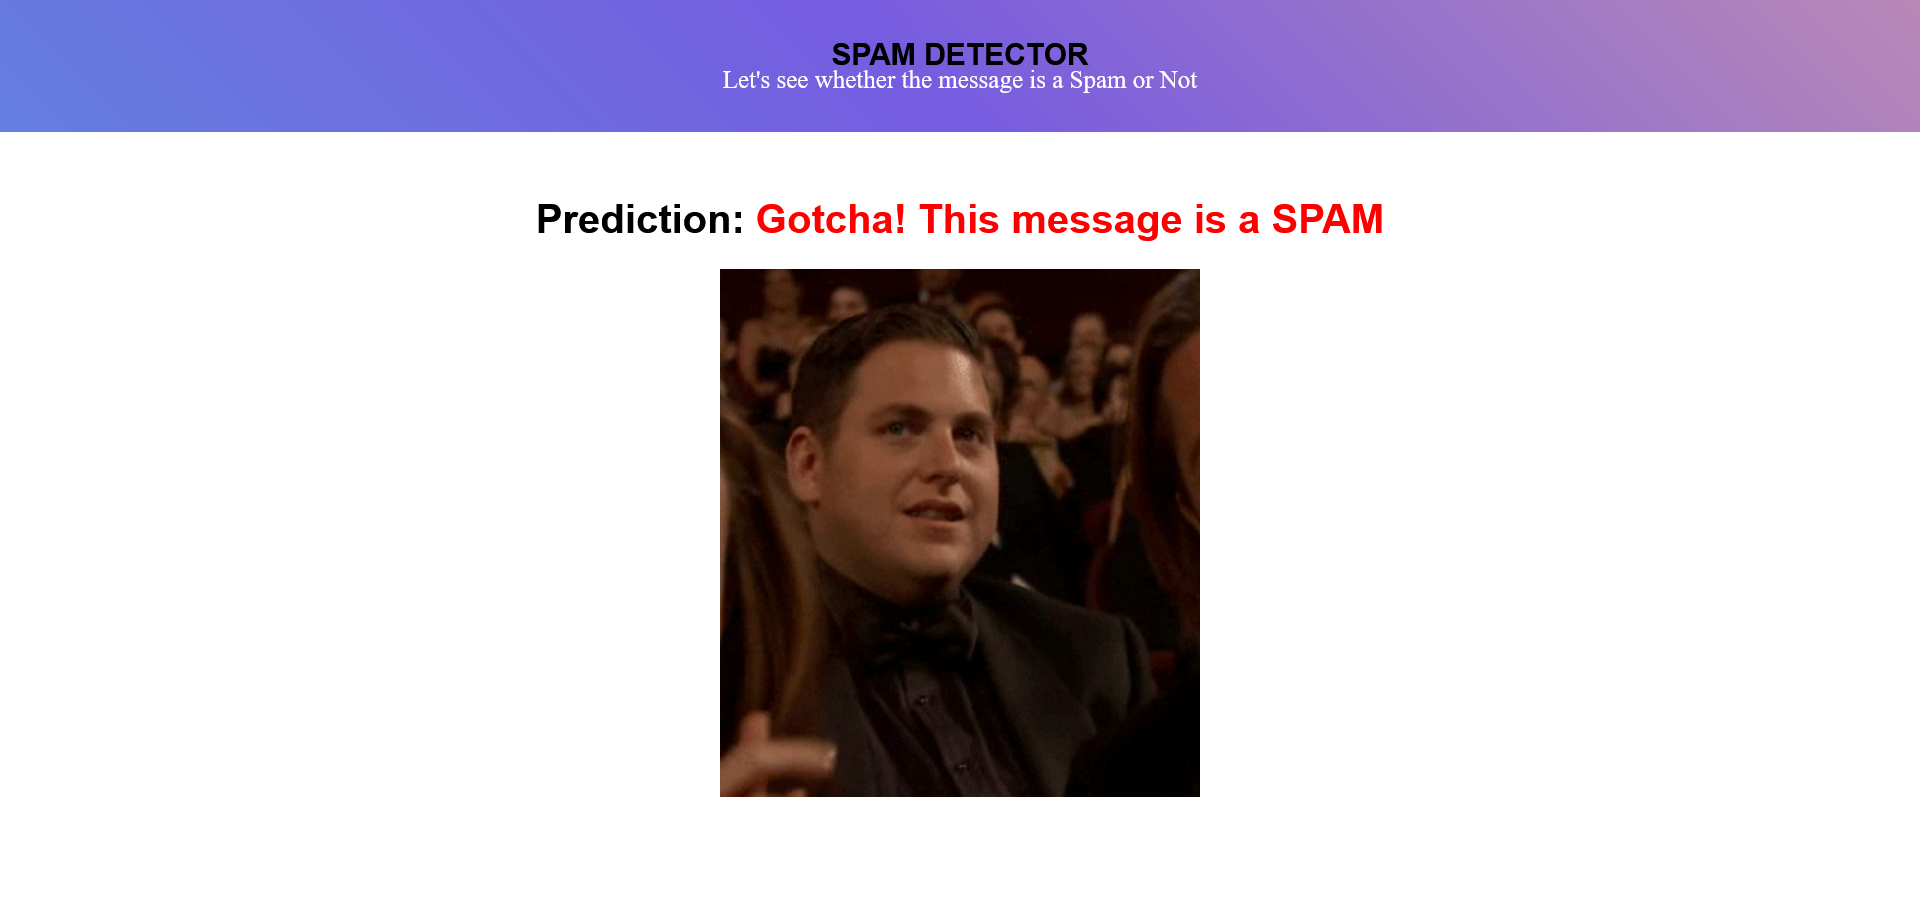 SPAM DETECTOR
Let's see whether the message is a Spam or Not
Prediction: Gotcha! This message is a SPAM